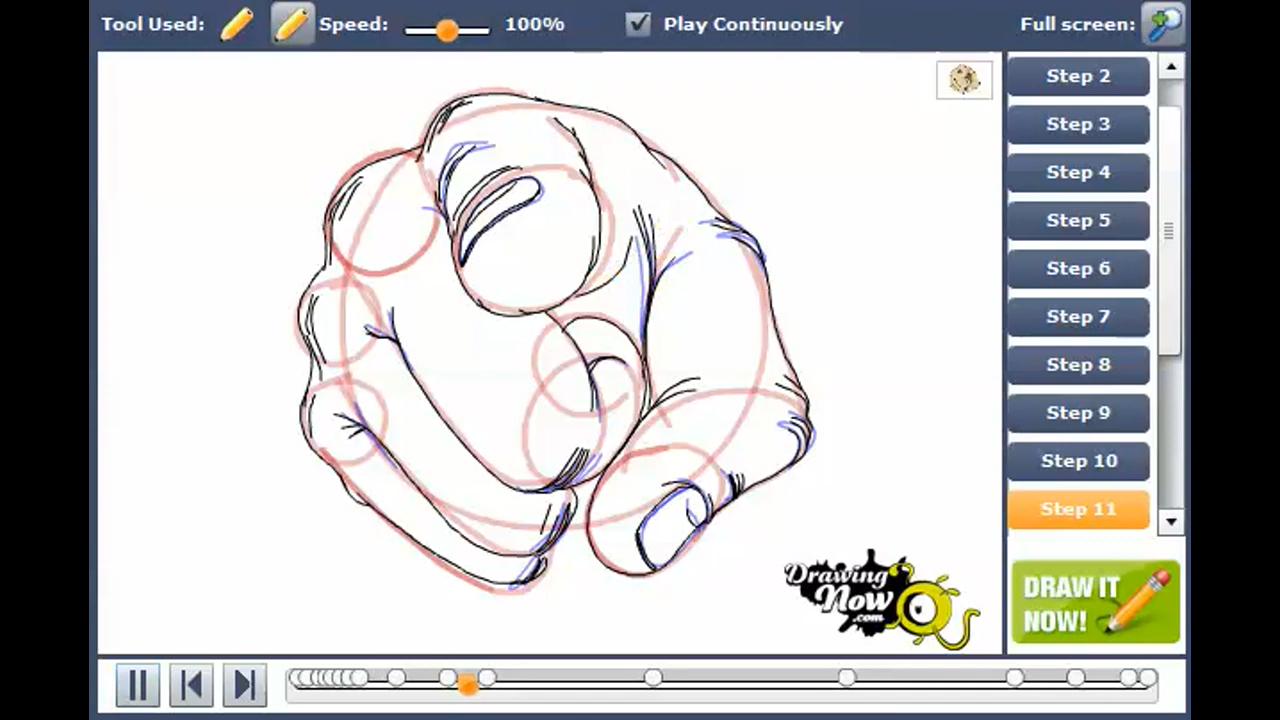 Tool Used:
Speed:
100%
Play Continuously
Full screen:
Step 2
Step 3
Step 4
Step 5
Step 6
Step 7
Step 8
Step 9
Step 10
Step 11
Drawing
Now
.com
DRAW IT
NOW!